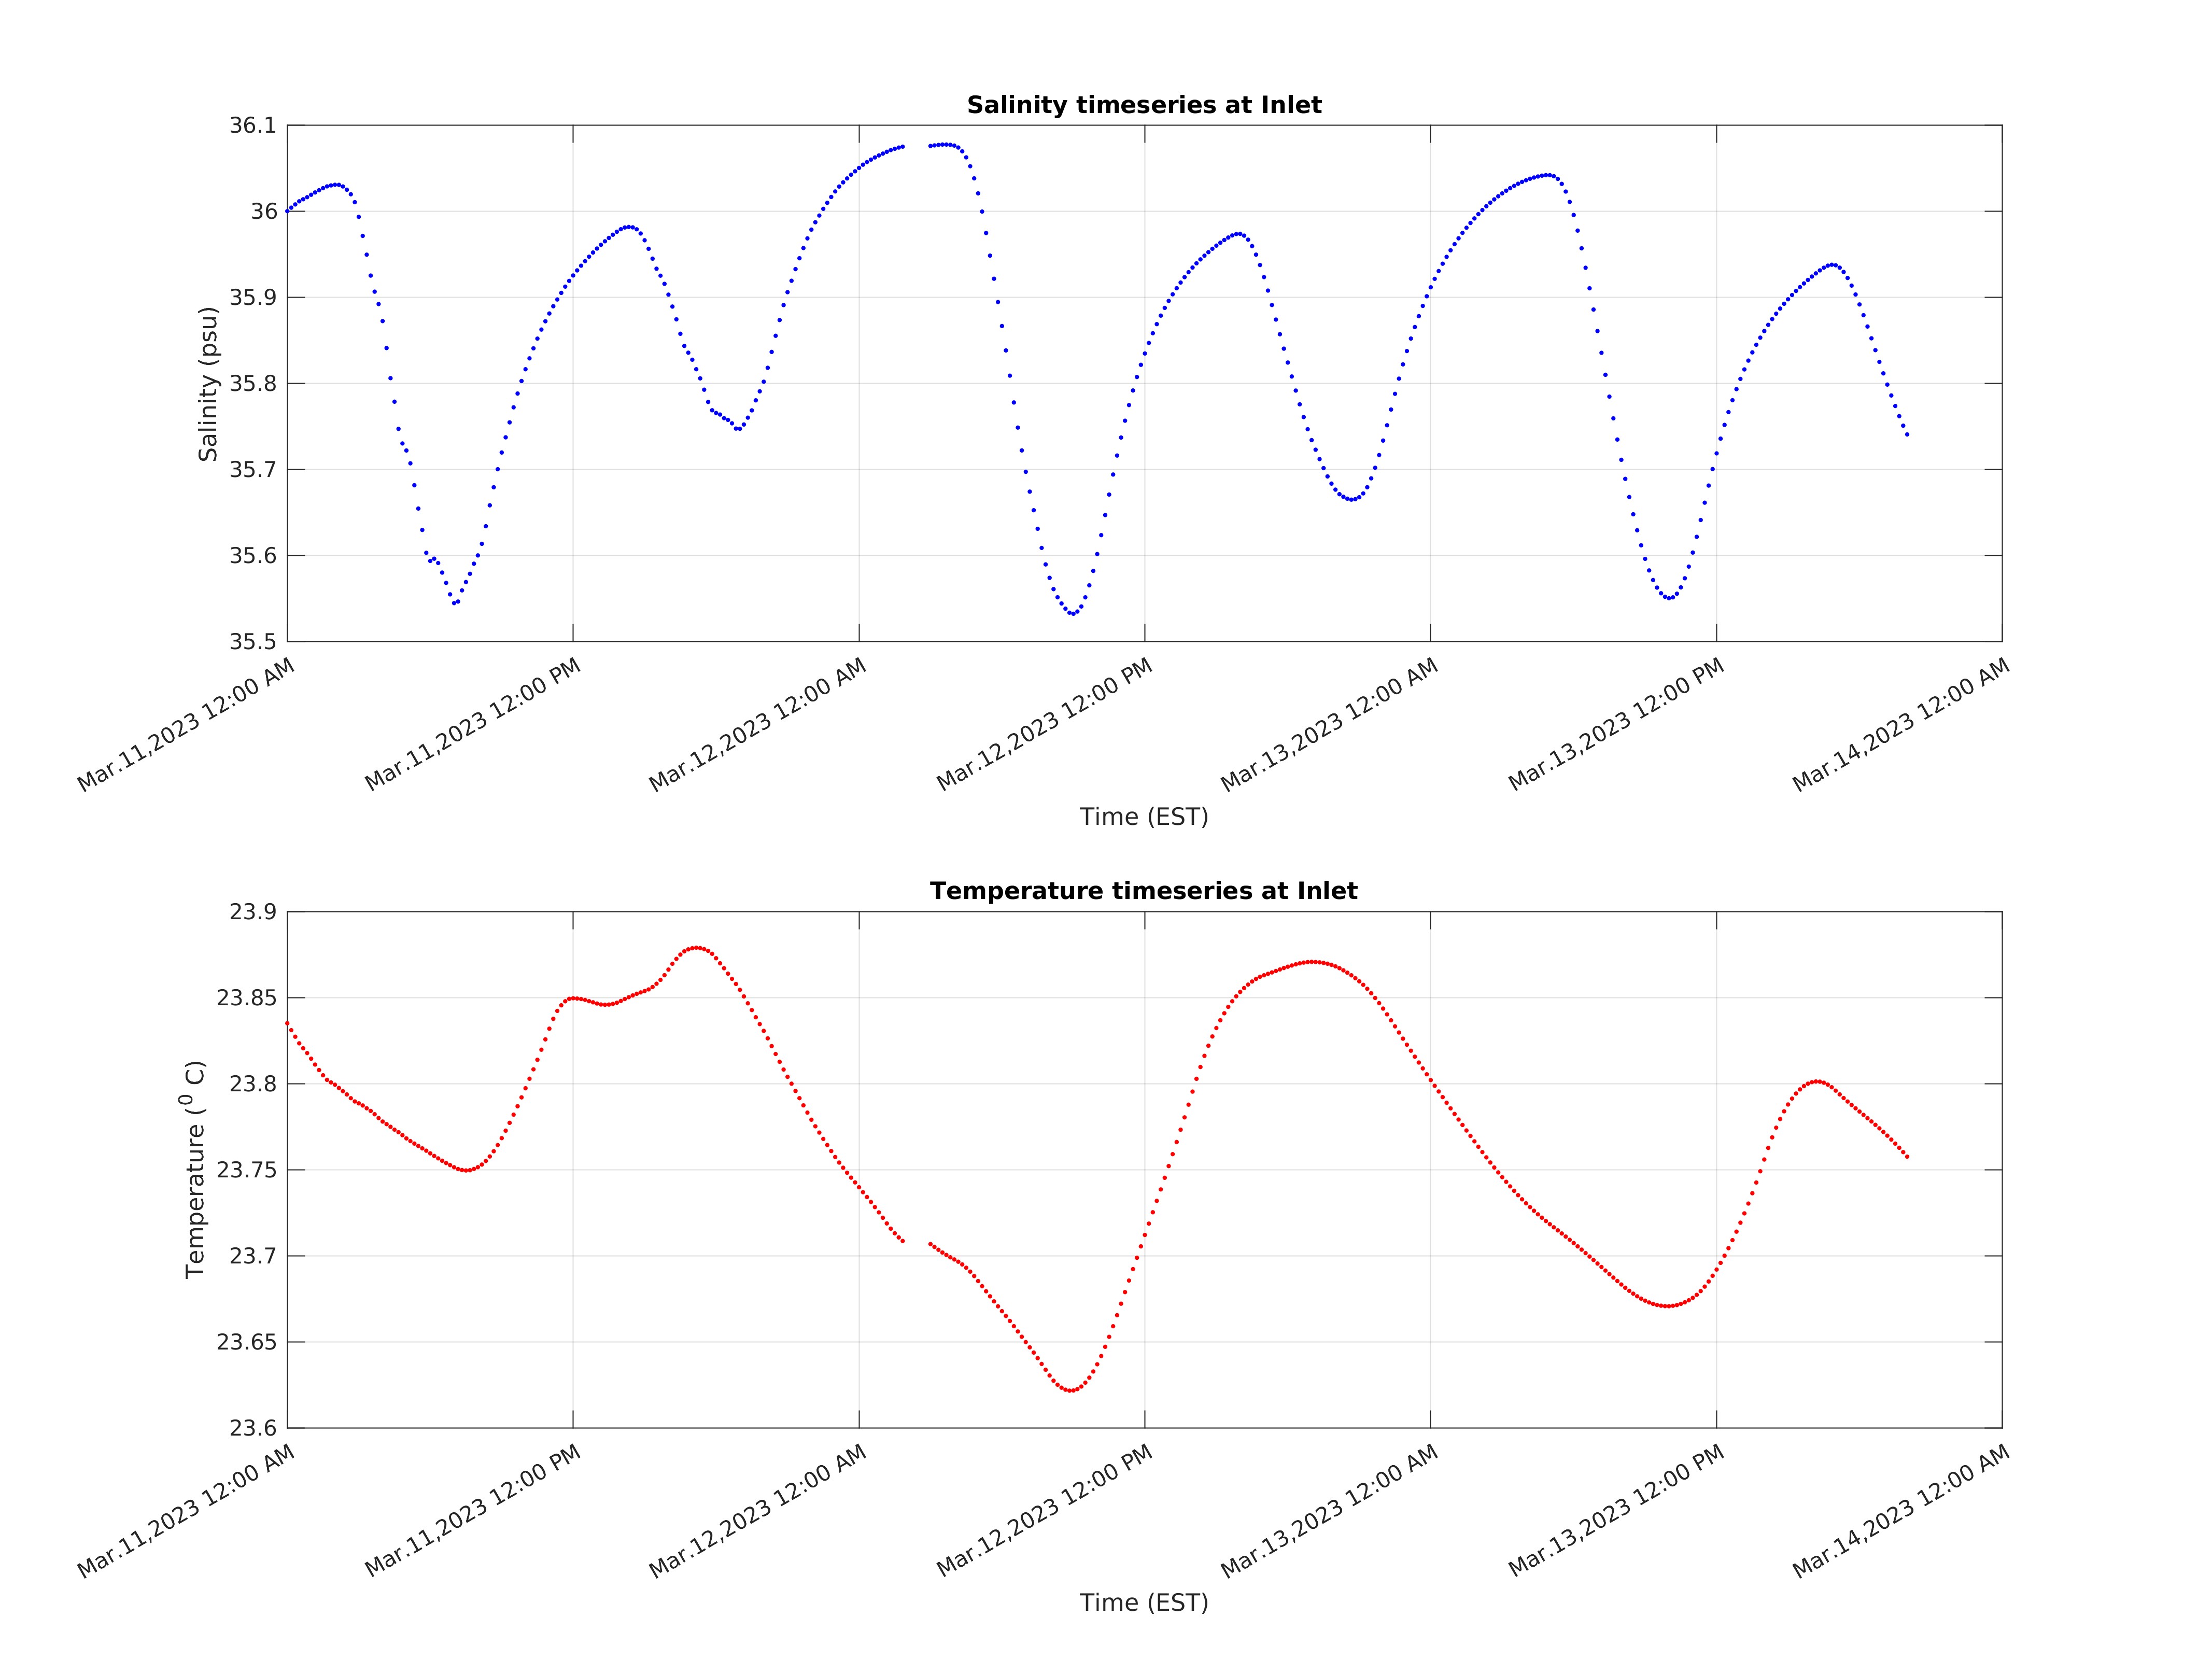 Salinity timeseries at Inlet
Salinity (psu)
36.1
36
35.9
35.8
35.7
35.6
35.5
Mar.11,2023 12:00 AM
Mar.11,2023 12:00 PM
Mar.12,2023 12:00 AM
Mar.12,2023 12:00 PM
Mar.13,2023 12:00 AM
Mar.13,2023 12:00 PM
Mar.14,2023 12:00 AM
Time (EST)
Temperature timeseries at Inlet
Temperature (⁰ C)
23.9
23.85
23.8
23.75
23.7
23.65
23.6
Mar.11,2023 12:00 AM
Mar.11,2023 12:00 PM
Mar.12,2023 12:00 AM
Mar.12,2023 12:00 PM
Mar.13,2023 12:00 AM
Mar.13,2023 12:00 PM
Mar.14,2023 12:00 AM
Time (EST)